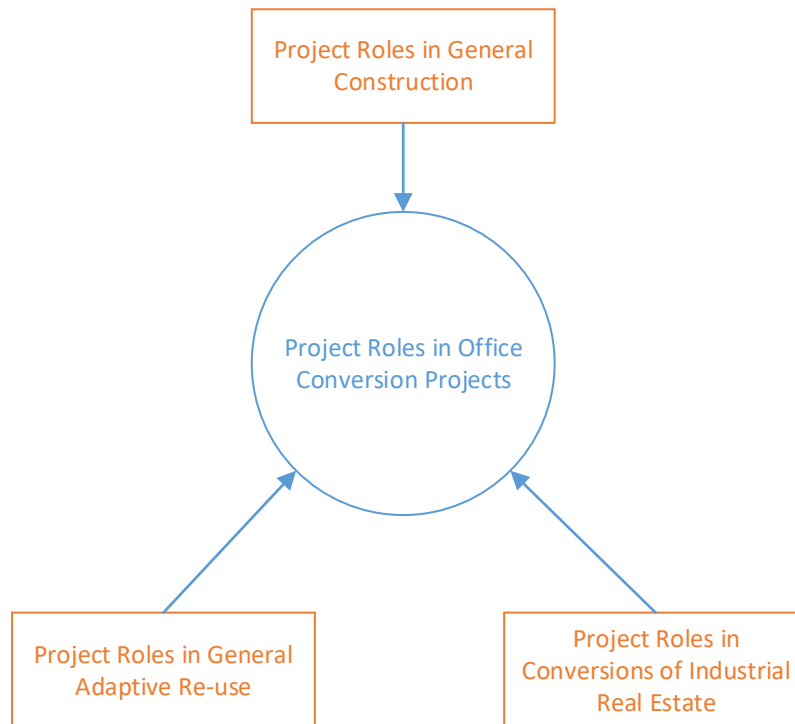 Project Roles in General
Construction
Project Roles in Office
Conversion Projects
Project Roles in General
Adaptive Re-use
Project Roles in
Conversions of Industrial
Real Estate